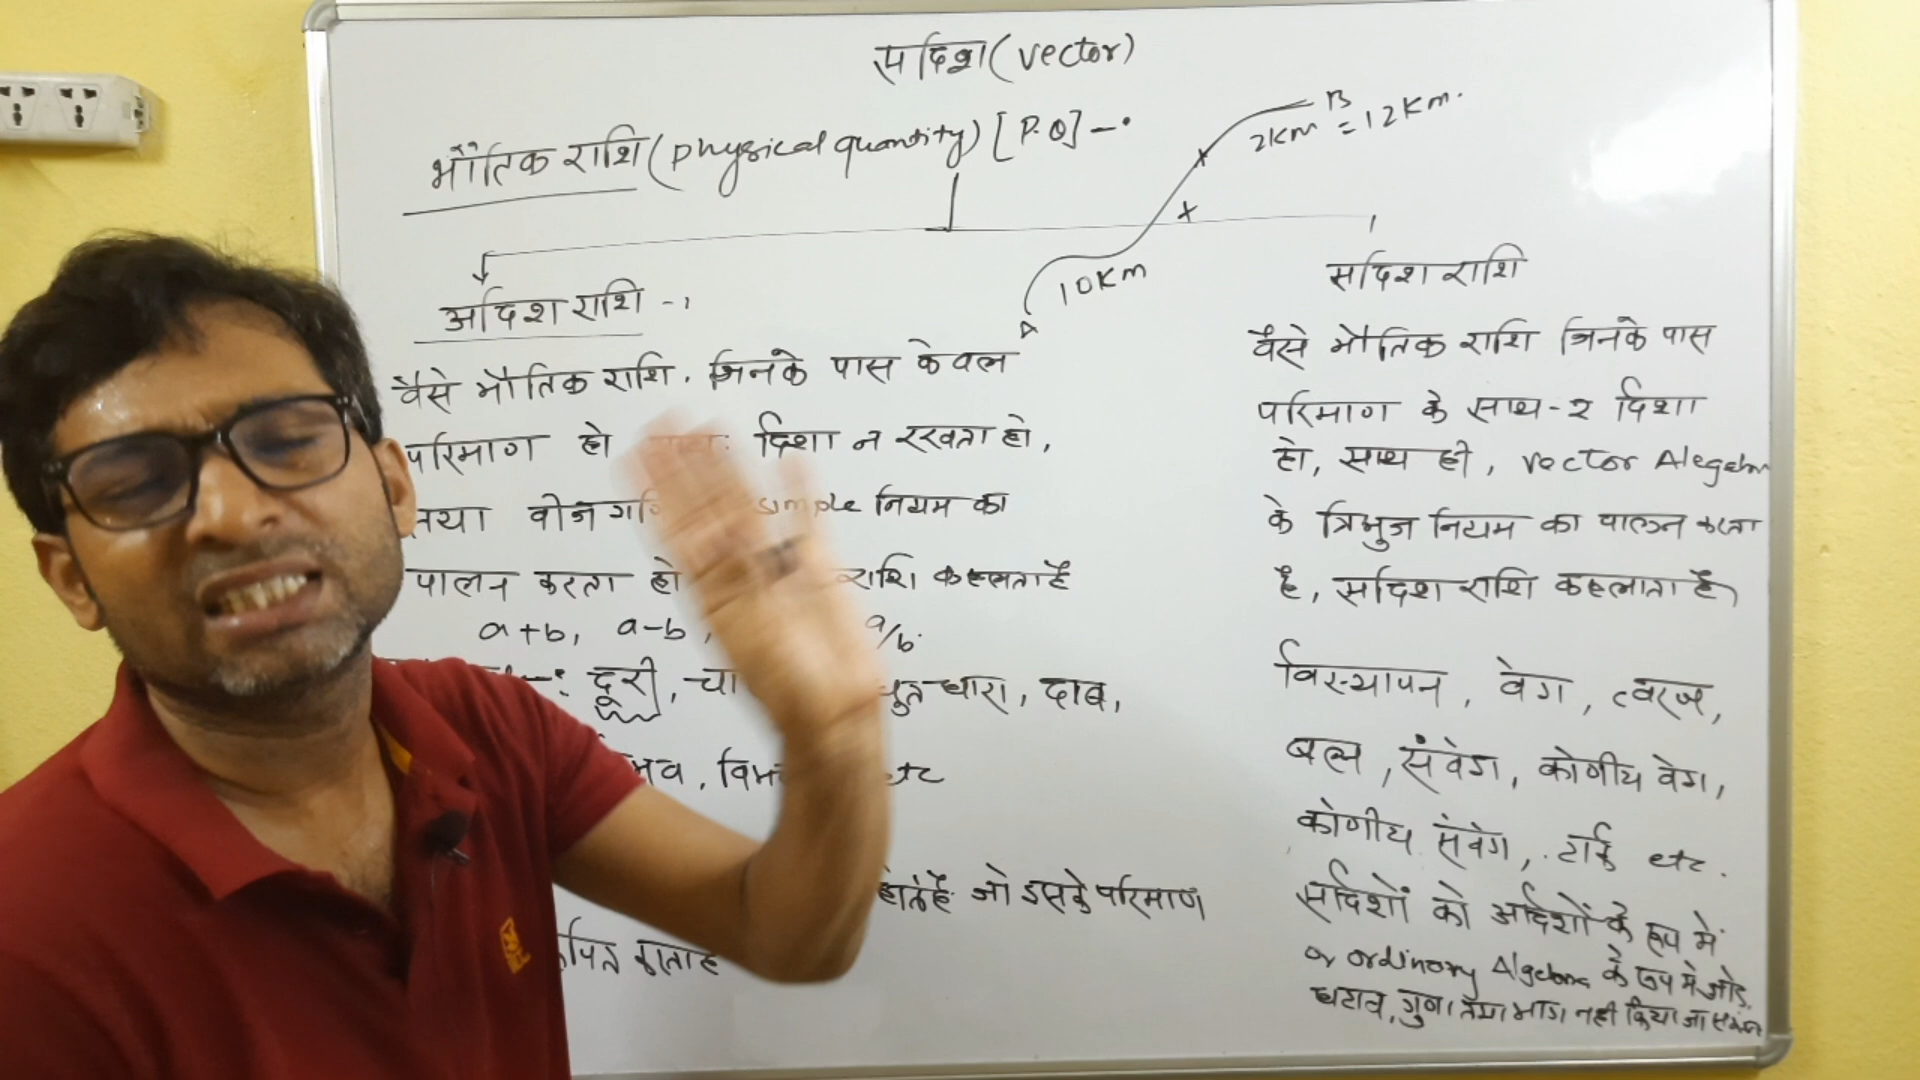 सदिश (vector)
भौतिक राशि (physical quantity) [P.Q] -
B
2km = 12km.
10km
A
अदिश राशि -
वैसे भौतिक राशि, जिनके पास केवल
परिमाण हो दिशा न रखता हो,
तथा simple नियम का
पालन करता हो राशि कहलाता है
a+b, a-b, a/b.
दूरी, धारा, दाब,
etc
होते हैं जो इसके परिमाण
सदिश राशि
वैसे भौतिक राशि जिनके पास
परिमाण के साथ-२ दिशा
हो, साथ ही, vector Alegebra
के त्रिभुज नियम का पालन करता
है, सदिश राशि कहलाता है
विस्थापन, वेग, त्वरण,
बल, संवेग, कोणीय वेग,
कोणीय संवेग, टार्क etc.
सदिशों को अदिशों के रूप में
or ordinary Algebra के रूप मे जोड़,
घटाव, गुणा तथा भाग नही किया जा सकता